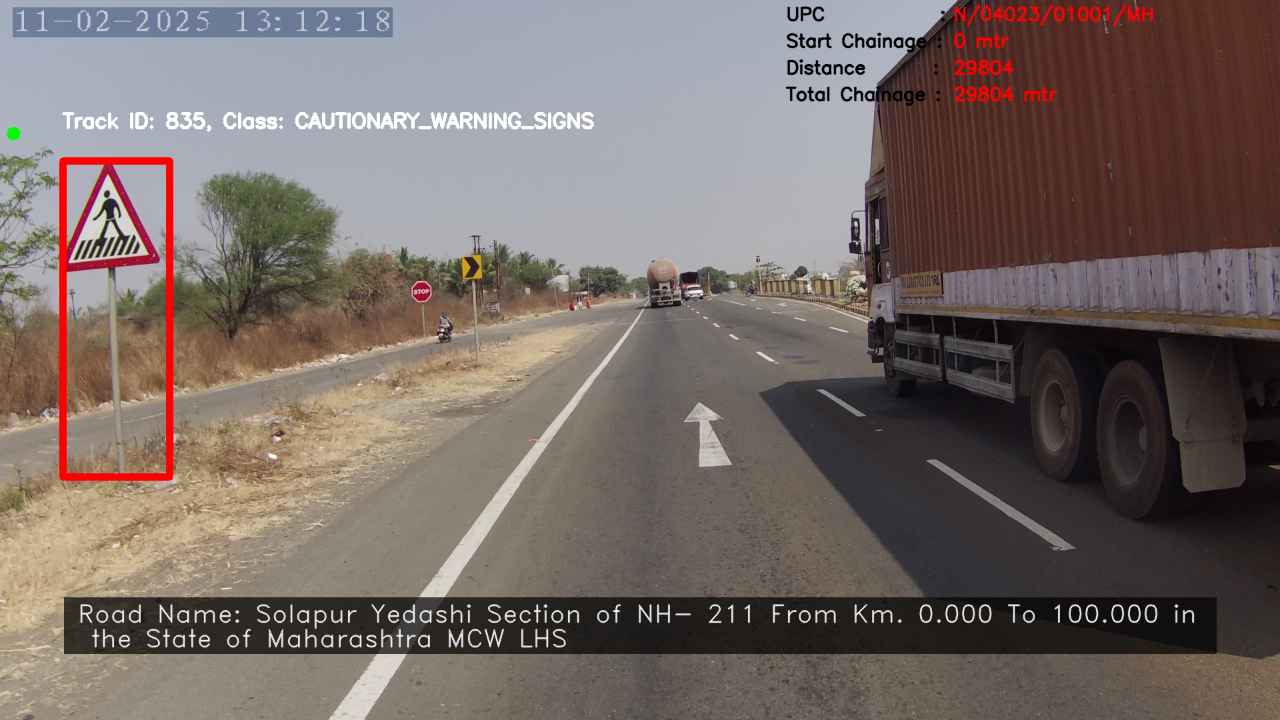 11-02-2025 13:12:18
UPC : N/04023/01001/MH
Start Chainage : 0 mtr
Distance : 29804
Total Chainage : 29804 mtr
Track ID: 835, Class: CAUTIONARY_WARNING_SIGNS
STOP
Road Name: Solapur Yedashi Section of NH- 211 From Km. 0.000 To 100.000 in
the State of Maharashtra MCW LHS